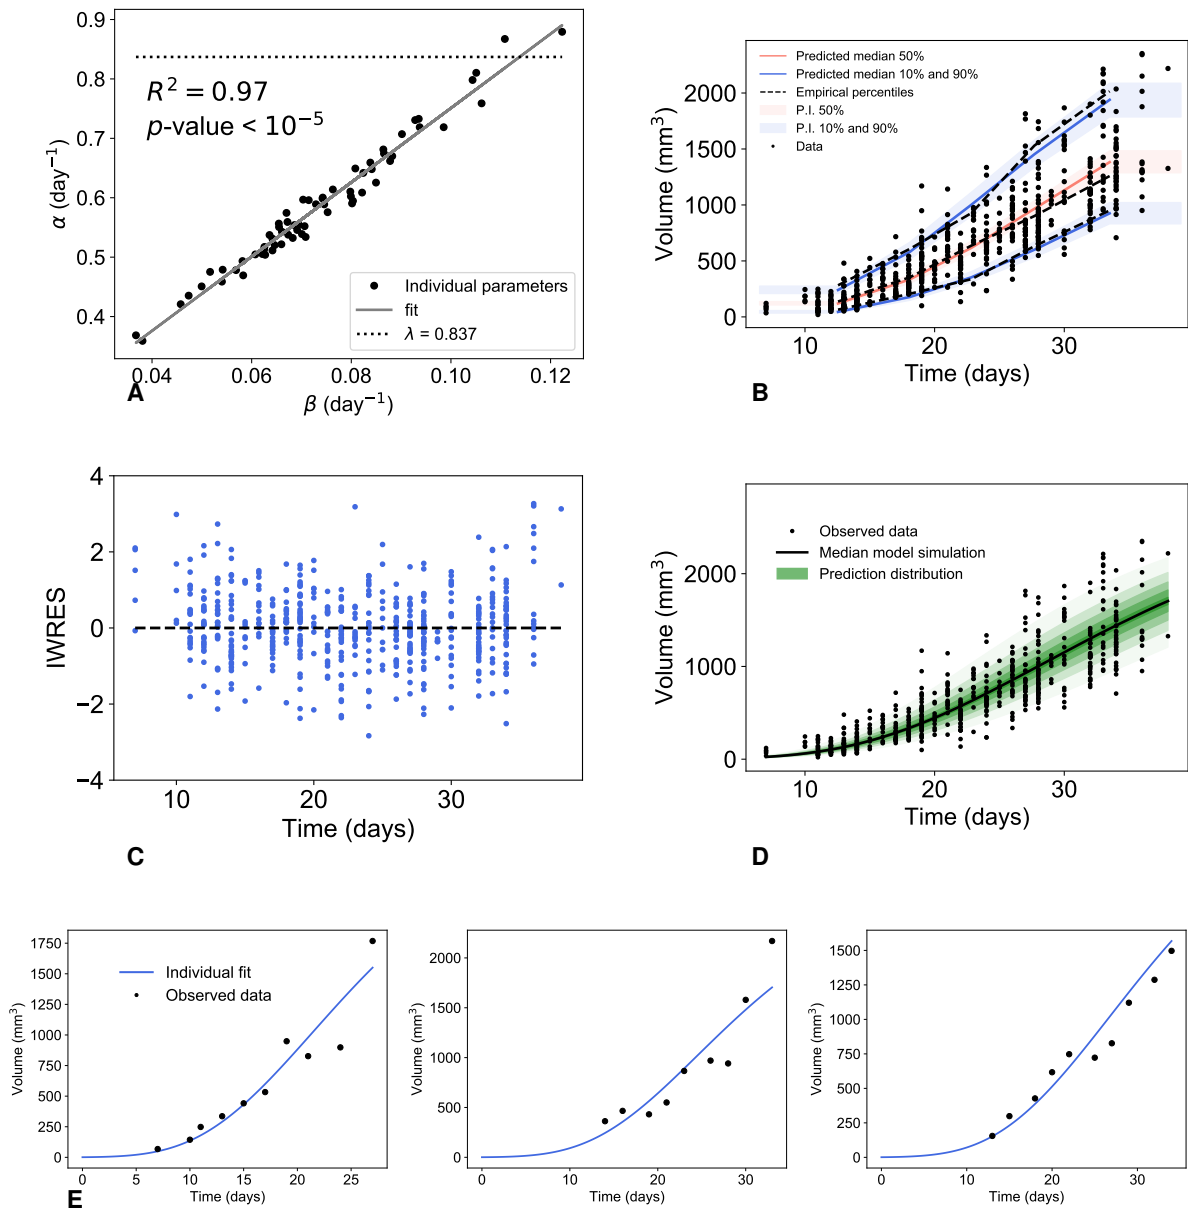 0.9
0.8
0.7
0.6
0.5
0.4
α (day⁻¹)
R² = 0.97
p-value < 10⁻⁵
Individual parameters
fit
λ = 0.837
0.04 0.06 0.08 0.10 0.12
β (day⁻¹)
A
Predicted median 50%
Predicted median 10% and 90%
Empirical percentiles
P.I. 50%
P.I. 10% and 90%
Data
2000
1500
1000
500
0
Volume (mm³)
10 20 30
Time (days)
B
4
2
0
−2
−4
IWRES
10 20 30
Time (days)
C
Observed data
Median model simulation
Prediction distribution
2000
1000
0
Volume (mm³)
10 20 30
Time (days)
D
Individual fit
Observed data
1750
1500
1250
1000
750
500
250
0
Volume (mm³)
0 5 10 15 20 25
Time (days)
E
2000
1500
1000
500
0
Volume (mm³)
0 10 20 30
Time (days)
1500
1250
1000
750
500
250
0
Volume (mm³)
0 10 20 30
Time (days)